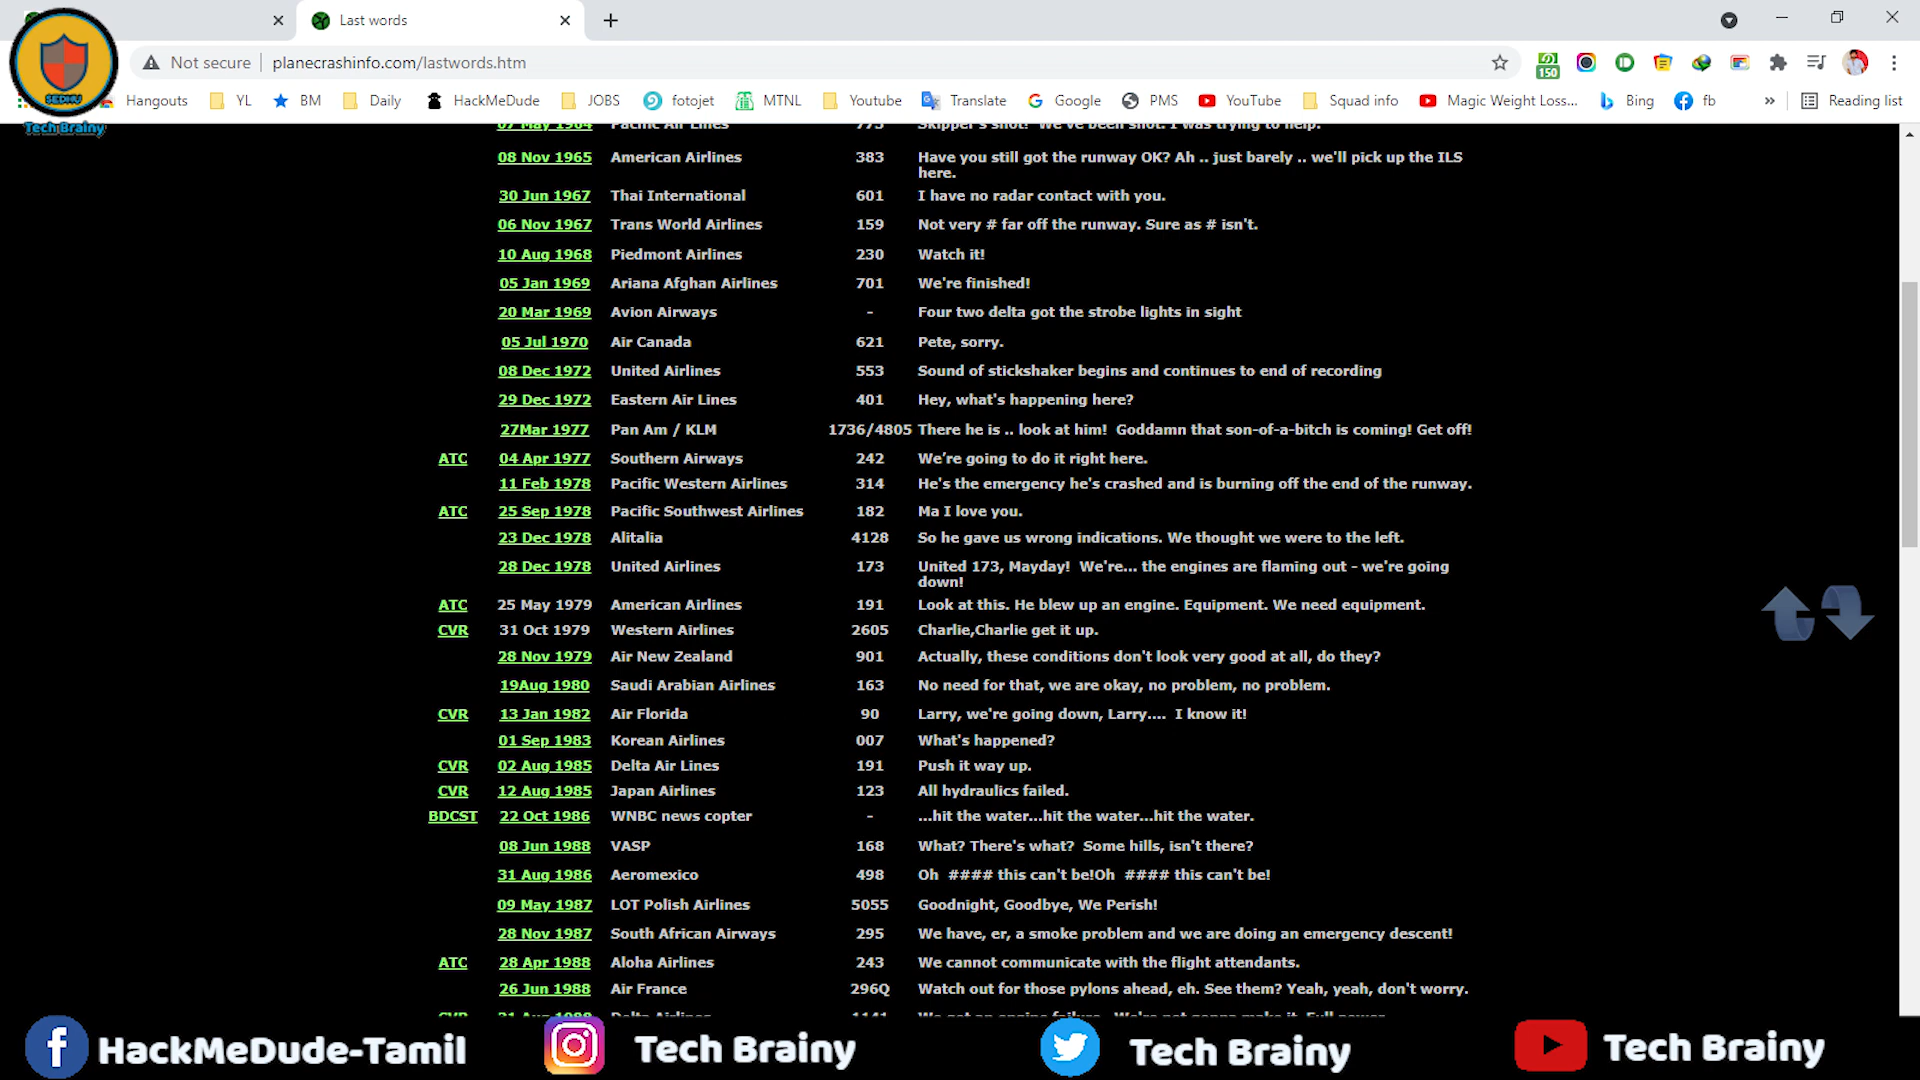 Last words
Not secure planecrashinfo.com/lastwords.htm
150
SEDHU
Tech Brainy
Hangouts YL BM Daily HackMeDude JOBS fotojet MTNL Youtube Translate Google PMS YouTube Squad info Magic Weight Loss... Bing fb » Reading list
07 May 1964 Pacific Air Lines 773 Skipper's shot! We've been shot. I was trying to help.
08 Nov 1965 American Airlines 383 Have you still got the runway OK? Ah .. just barely .. we'll pick up the ILS
here.
30 Jun 1967 Thai International 601 I have no radar contact with you.
06 Nov 1967 Trans World Airlines 159 Not very # far off the runway. Sure as # isn't.
10 Aug 1968 Piedmont Airlines 230 Watch it!
05 Jan 1969 Ariana Afghan Airlines 701 We're finished!
20 Mar 1969 Avion Airways - Four two delta got the strobe lights in sight
05 Jul 1970 Air Canada 621 Pete, sorry.
08 Dec 1972 United Airlines 553 Sound of stickshaker begins and continues to end of recording
29 Dec 1972 Eastern Air Lines 401 Hey, what's happening here?
27Mar 1977 Pan Am / KLM 1736/4805 There he is .. look at him! Goddamn that son-of-a-bitch is coming! Get off!
ATC 04 Apr 1977 Southern Airways 242 We’re going to do it right here.
11 Feb 1978 Pacific Western Airlines 314 He's the emergency he's crashed and is burning off the end of the runway.
ATC 25 Sep 1978 Pacific Southwest Airlines 182 Ma I love you.
23 Dec 1978 Alitalia 4128 So he gave us wrong indications. We thought we were to the left.
28 Dec 1978 United Airlines 173 United 173, Mayday! We're... the engines are flaming out - we're going
down!
ATC 25 May 1979 American Airlines 191 Look at this. He blew up an engine. Equipment. We need equipment.
CVR 31 Oct 1979 Western Airlines 2605 Charlie,Charlie get it up.
28 Nov 1979 Air New Zealand 901 Actually, these conditions don't look very good at all, do they?
19Aug 1980 Saudi Arabian Airlines 163 No need for that, we are okay, no problem, no problem.
CVR 13 Jan 1982 Air Florida 90 Larry, we're going down, Larry.... I know it!
01 Sep 1983 Korean Airlines 007 What's happened?
CVR 02 Aug 1985 Delta Air Lines 191 Push it way up.
CVR 12 Aug 1985 Japan Airlines 123 All hydraulics failed.
BDCST 22 Oct 1986 WNBC news copter - ...hit the water...hit the water...hit the water.
08 Jun 1988 VASP 168 What? There's what? Some hills, isn't there?
31 Aug 1986 Aeromexico 498 Oh #### this can't be!Oh #### this can't be!
09 May 1987 LOT Polish Airlines 5055 Goodnight, Goodbye, We Perish!
28 Nov 1987 South African Airways 295 We have, er, a smoke problem and we are doing an emergency descent!
ATC 28 Apr 1988 Aloha Airlines 243 We cannot communicate with the flight attendants.
26 Jun 1988 Air France 296Q Watch out for those pylons ahead, eh. See them? Yeah, yeah, don't worry.
HackMeDude-Tamil Tech Brainy Tech Brainy Tech Brainy